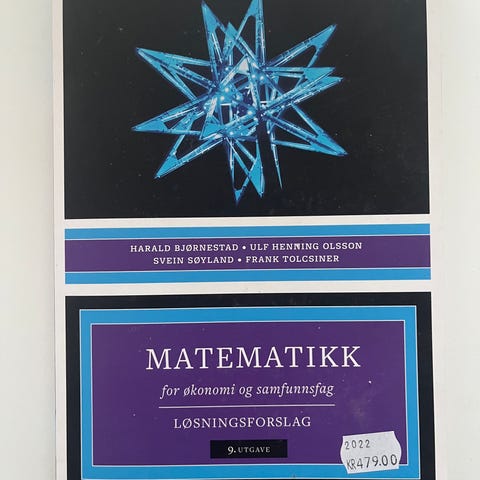 HARALD BJØRNESTAD • ULF HENNING OLSSON
SVEIN SØYLAND • FRANK TOLCSINER
MATEMATIKK
for økonomi og samfunnsfag
LØSNINGSFORSLAG
9. UTGAVE
2022
KR479.00